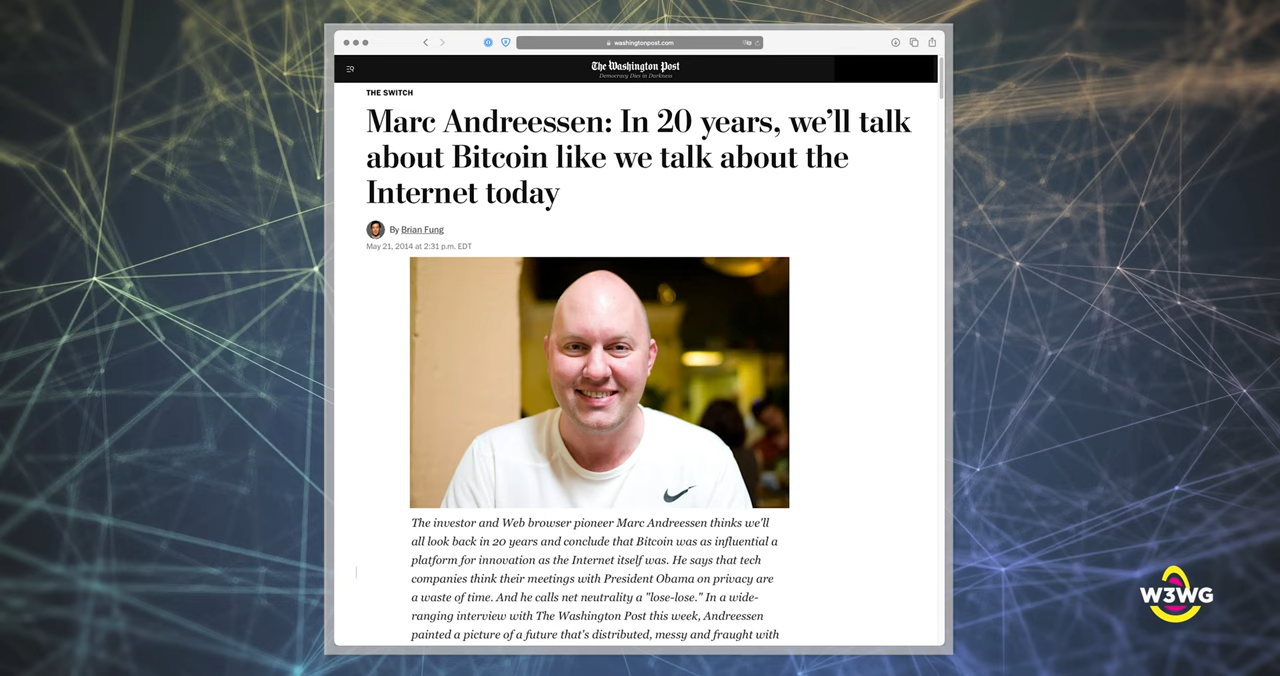 washingtonpost.com
The Washington Post
Democracy Dies in Darkness
THE SWITCH
Marc Andreessen: In 20 years, we’ll talk
about Bitcoin like we talk about the
Internet today
By Brian Fung
May 21, 2014 at 2:31 p.m. EDT
The investor and Web browser pioneer Marc Andreessen thinks we'll
all look back in 20 years and conclude that Bitcoin was as influential a
platform for innovation as the Internet itself was. He says that tech
companies think their meetings with President Obama on privacy are
a waste of time. And he calls net neutrality a "lose-lose." In a wide-
ranging interview with The Washington Post this week, Andreessen
painted a picture of a future that's distributed, messy and fraught with
W3WG